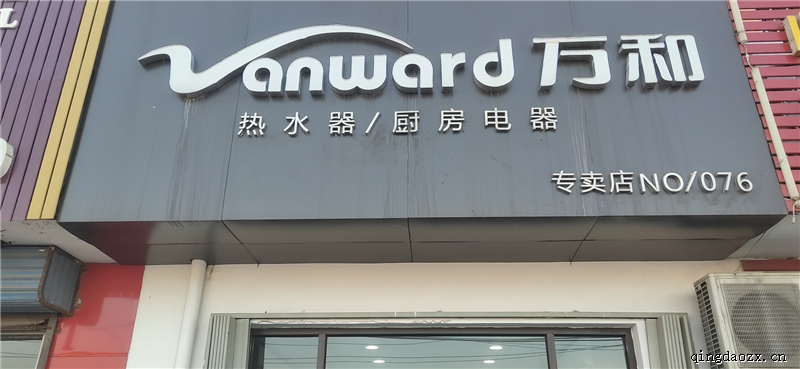 Vanward 万和
热水器/厨房电器
专卖店NO/076
qingdaozx.cn